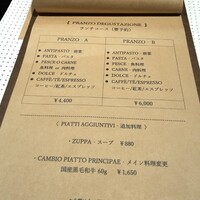 [ PRANZO DEGUSTAZIONE ]
ランチコース（要予約）
PRANZO - A
• ANTIPASTO・前菜
• PASTA・パスタ
• PESCE O CARNE
魚料理 or 肉料理
• DOLCE・ドルチェ
• CAFFÈ/TÈ/ESPRESSO
コーヒー/紅茶/エスプレッソ
¥4,400
PRANZO - B
• ANTIPASTO・前菜
• PASTA・パスタ
• PESCE・魚料理
• CARNE・肉料理
• DOLCE・ドルチェ
• CAFFÈ/TÈ/ESPRESSO
コーヒー/紅茶/エスプレッソ
¥6,000
( PIATTI AGGIUNTIVI・追加料理 )
・ZUPPA・スープ ¥880
・CAMBIO PIATTO PRINCIPAE・メイン料理変更
国産黒毛和牛 60g ¥1,650